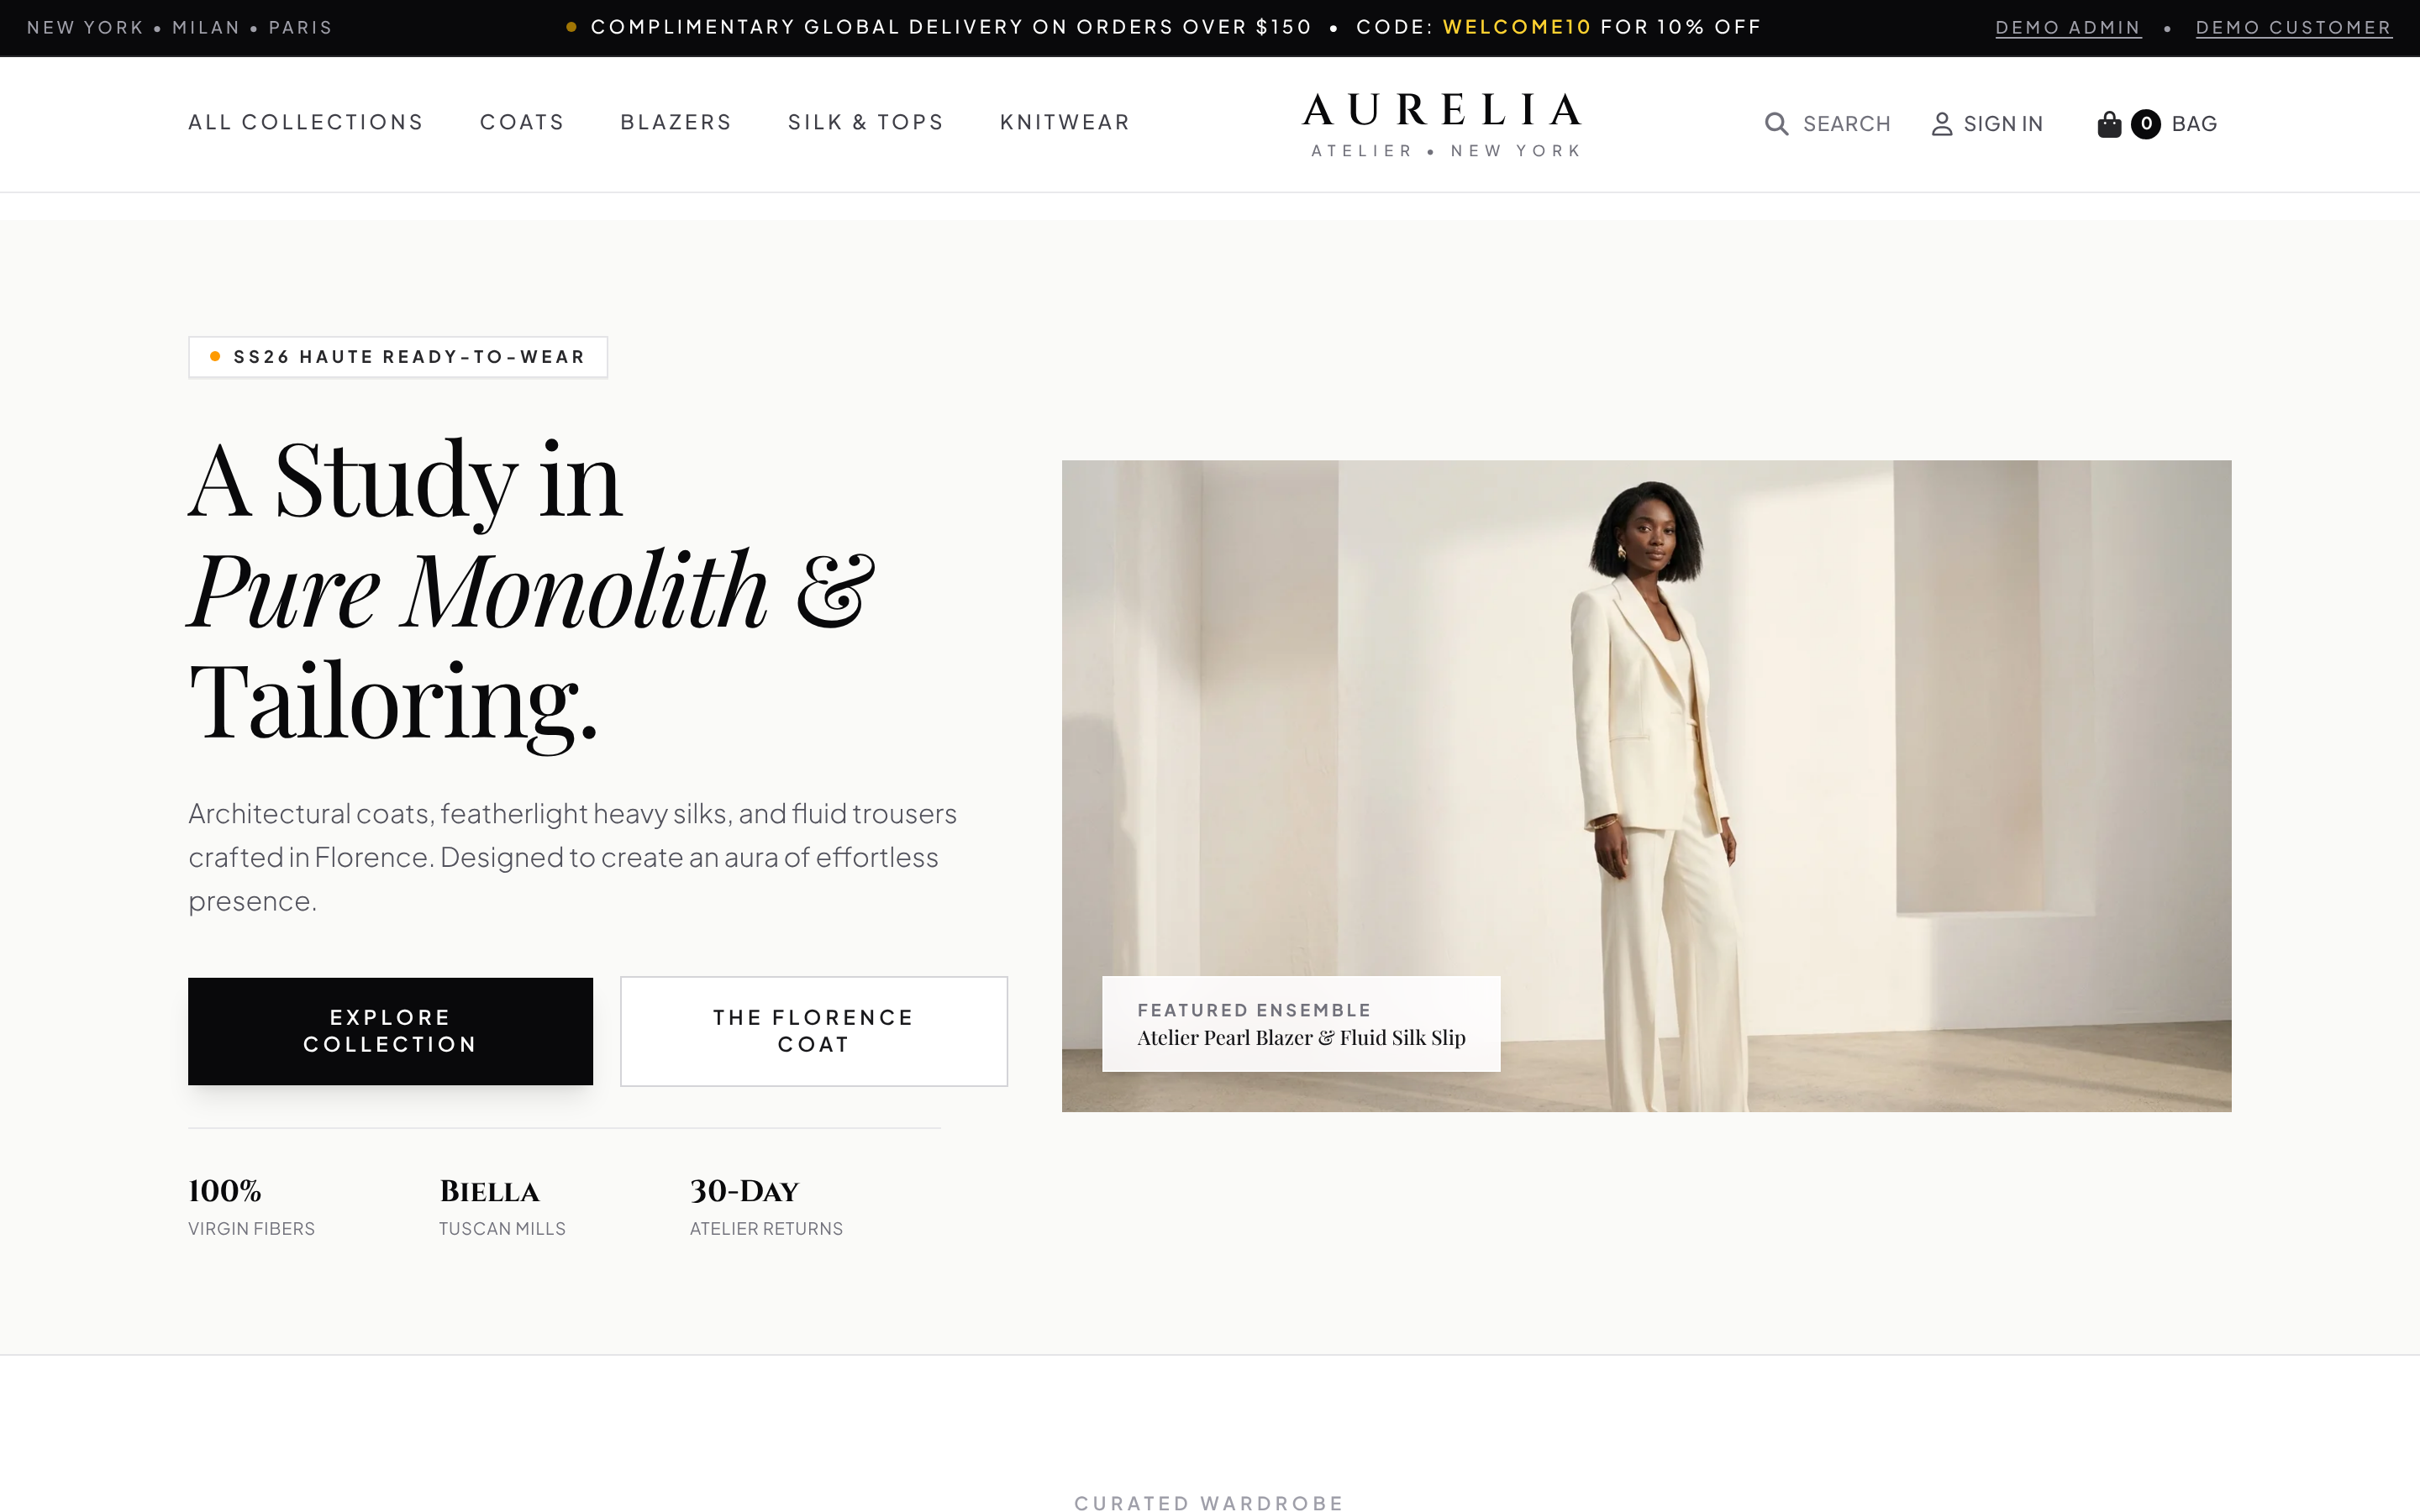 NEW YORK • MILAN • PARIS
COMPLIMENTARY GLOBAL DELIVERY ON ORDERS OVER $150 • CODE: WELCOME10 FOR 10% OFF
DEMO ADMIN • DEMO CUSTOMER
ALL COLLECTIONS COATS BLAZERS SILK & TOPS KNITWEAR
AURELIA
ATELIER • NEW YORK
SEARCH SIGN IN 0 BAG
SS26 HAUTE READY-TO-WEAR
A Study in
Pure Monolith &
Tailoring.
Architectural coats, featherlight heavy silks, and fluid trousers
crafted in Florence. Designed to create an aura of effortless
presence.
EXPLORE
COLLECTION
THE FLORENCE
COAT
100%
VIRGIN FIBERS
BIELLA
TUSCAN MILLS
30-DAY
ATELIER RETURNS
FEATURED ENSEMBLE
Atelier Pearl Blazer & Fluid Silk Slip
CURATED WARDROBE